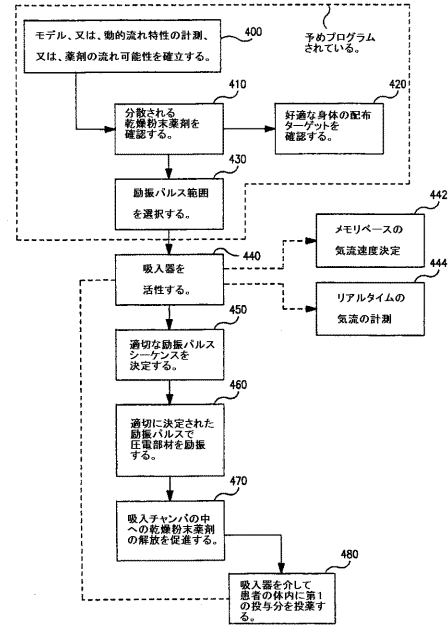 400
モデル、又は、動的流れ特性の計測、
又は、薬剤の流れ可能性を確立する。
予めプログラム
されている。
410
分散される
乾燥粉末薬剤を
確認する。
420
好適な身体の配布
ターゲットを
確認する。
430
励振パルス範囲
を選択する。
440
吸入器を
活性する。
442
メモリベースの
気流速度決定
444
リアルタイムの
気流の計測
450
適切な励振パルス
シーケンスを
決定する。
460
適切に決定された
励振パルスで
圧電部材を励振
する。
470
吸入チャンバの中
への乾燥粉末薬剤
の解放を促進する。
480
吸入器を介して
患者の体内に第1
の投与分を投薬す
る。